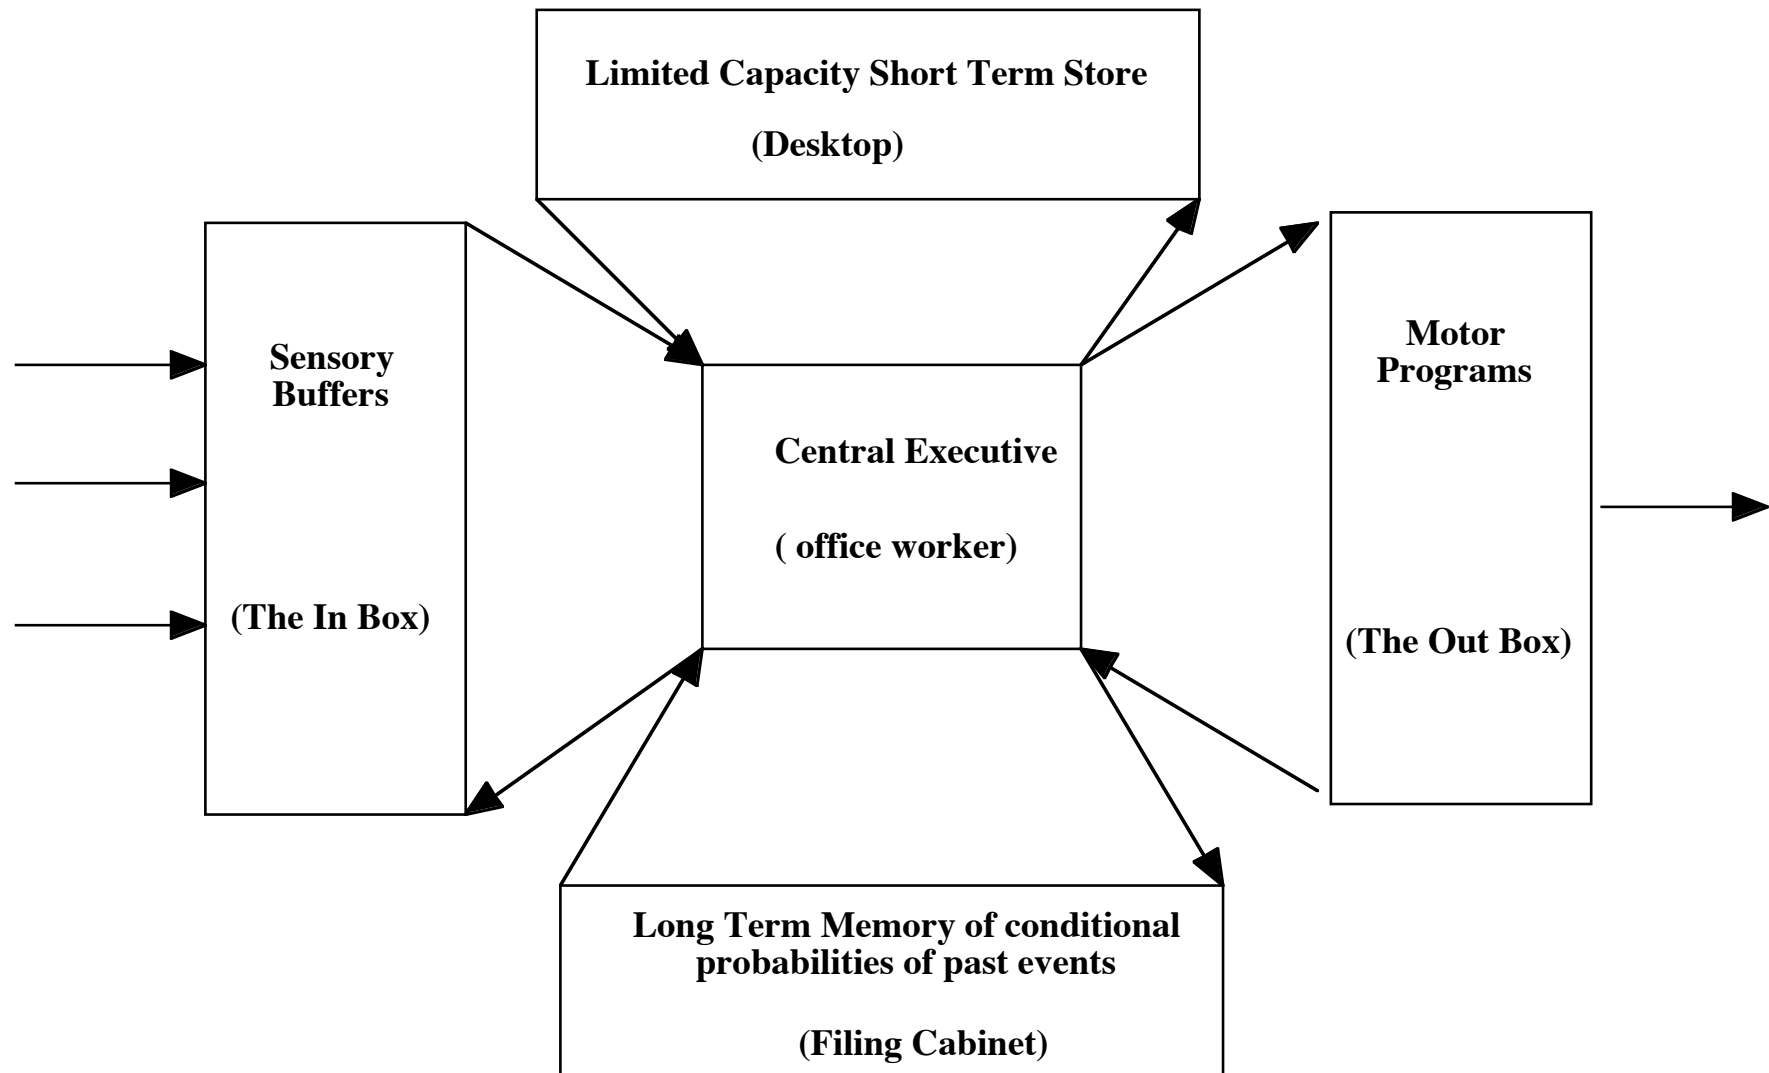 Limited Capacity Short Term Store
(Desktop)
Sensory
Buffers
(The In Box)
Central Executive
( office worker)
Motor
Programs
(The Out Box)
Long Term Memory of conditional
probabilities of past events
(Filing Cabinet)